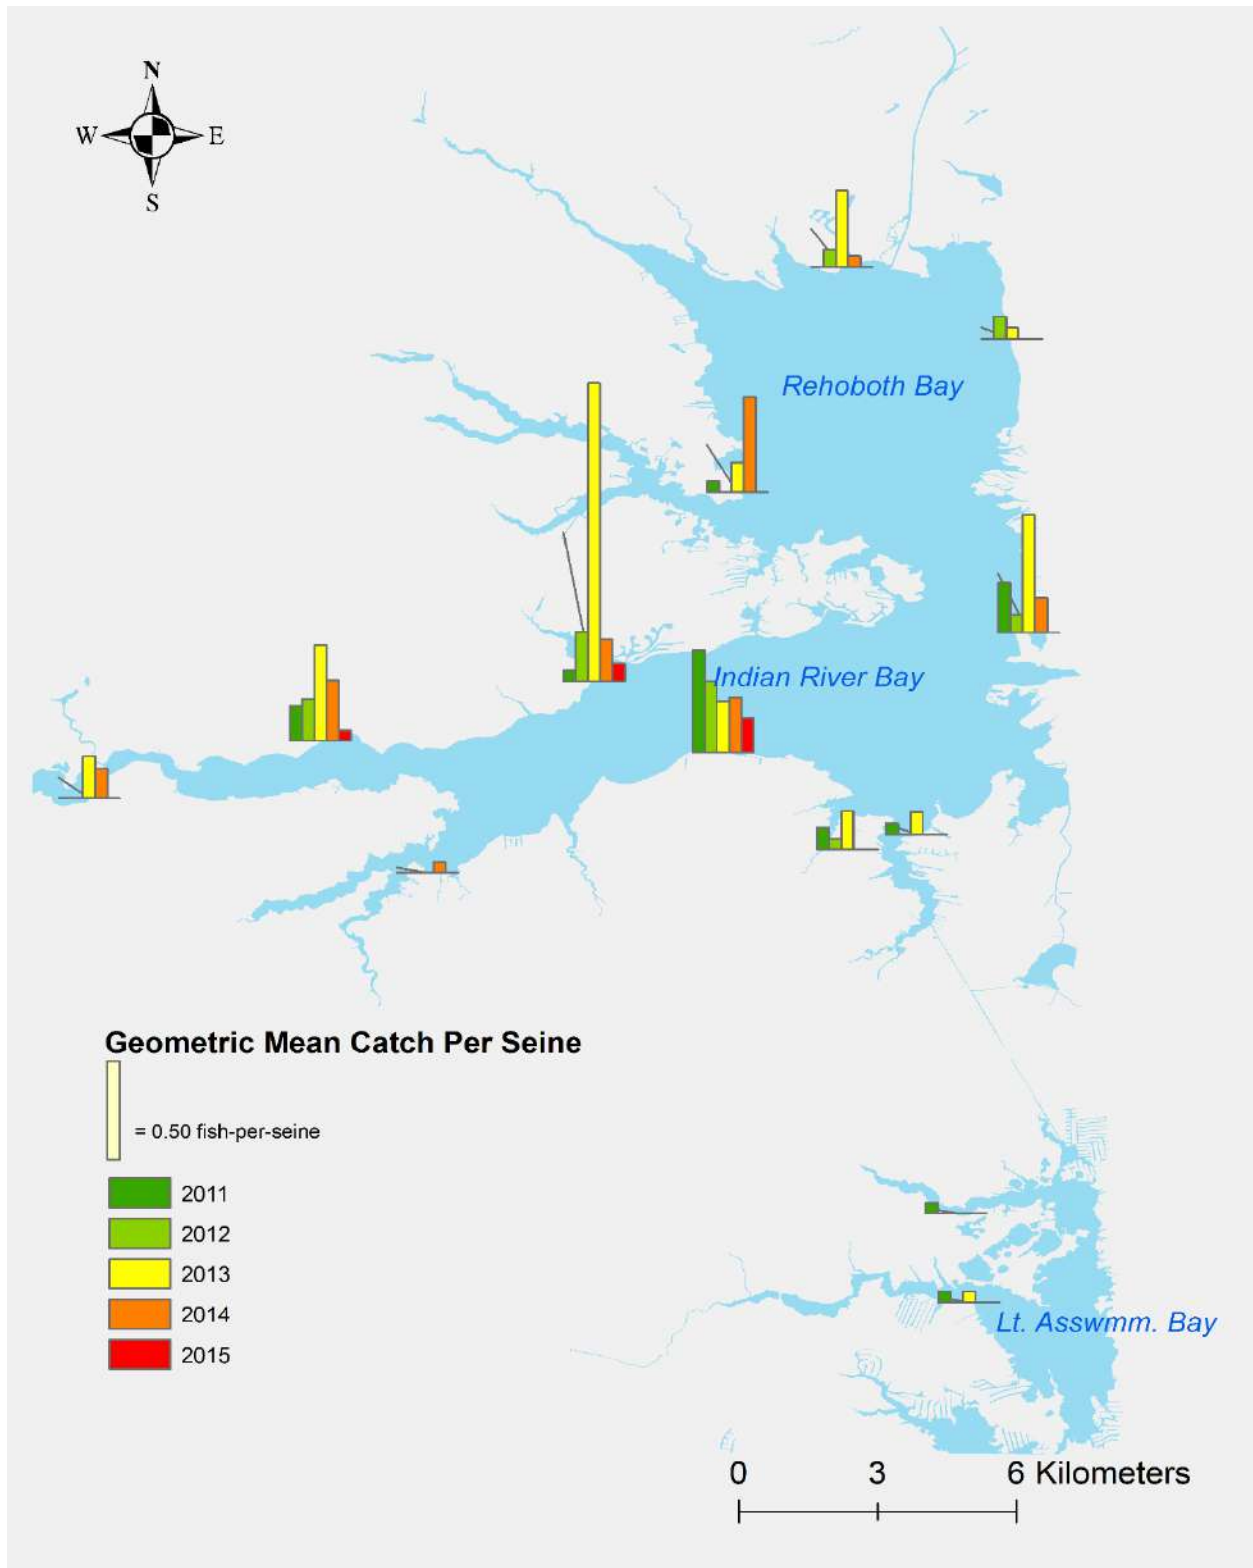 N
W E
S
Rehoboth Bay
Indian River Bay
Geometric Mean Catch Per Seine
= 0.50 fish-per-seine
2011
2012
2013
2014
2015
Lt. Asswmm. Bay
0 3 6 Kilometers